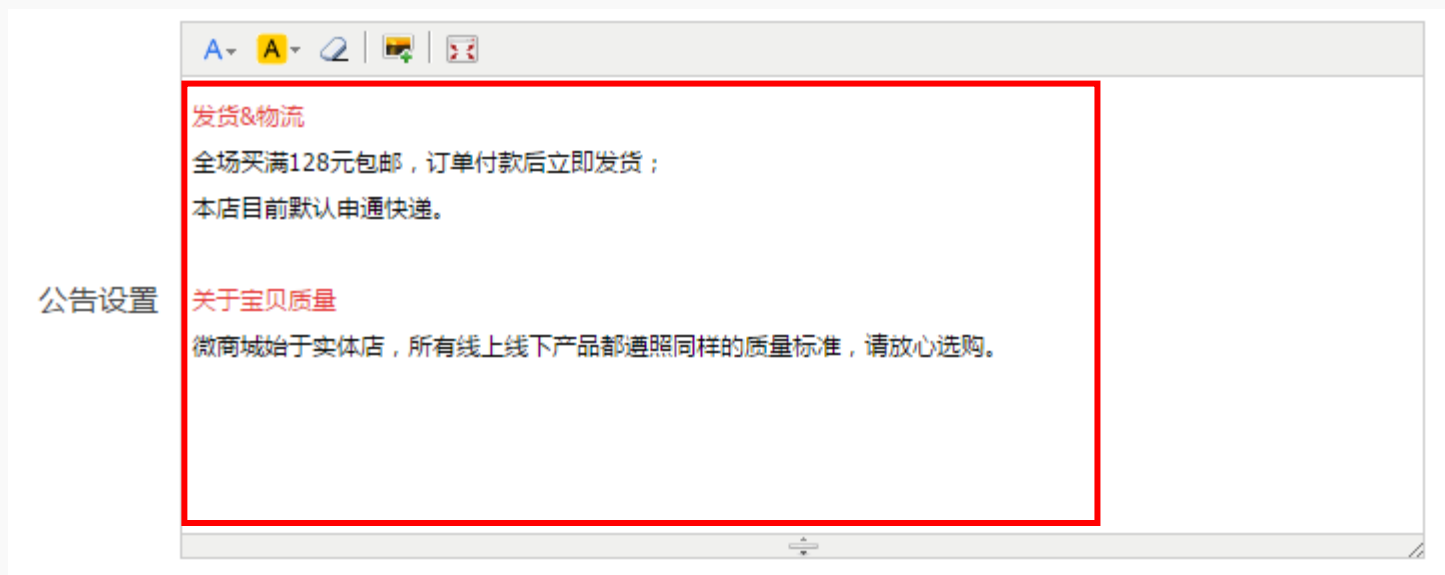 A A
发货&物流
全场买满128元包邮，订单付款后立即发货；
本店目前默认申通快递。
公告设置
关于宝贝质量
微商城始于实体店，所有线上线下产品都遵照同样的质量标准，请放心选购。